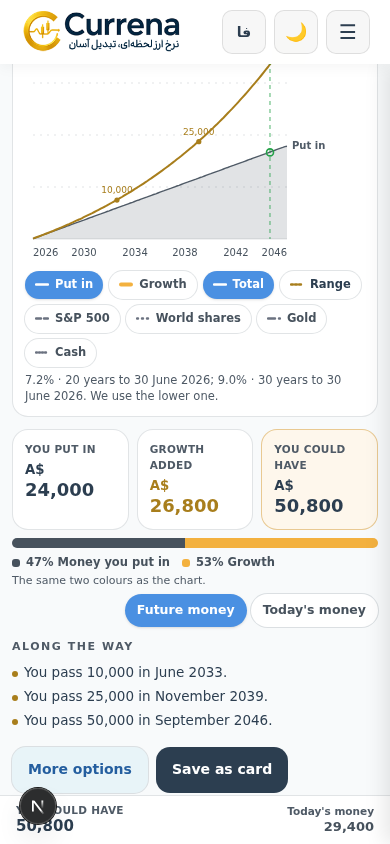 Currena
نرخ ارز لحظه‌ای، تبدیل آسان
فا
25,000
Put in
10,000
2026 2030 2034 2038 2042 2046
Put in Growth Total Range
S&P 500 World shares Gold
Cash
7.2% · 20 years to 30 June 2026; 9.0% · 30 years to 30
June 2026. We use the lower one.
YOU PUT IN
A$
24,000
GROWTH
ADDED
A$
26,800
YOU COULD
HAVE
A$
50,800
47% Money you put in 53% Growth
The same two colours as the chart.
Future money Today's money
ALONG THE WAY
You pass 10,000 in June 2033.
You pass 25,000 in November 2039.
You pass 50,000 in September 2046.
More options Save as card
N
COULD HAVE
50,800
Today's money
29,400